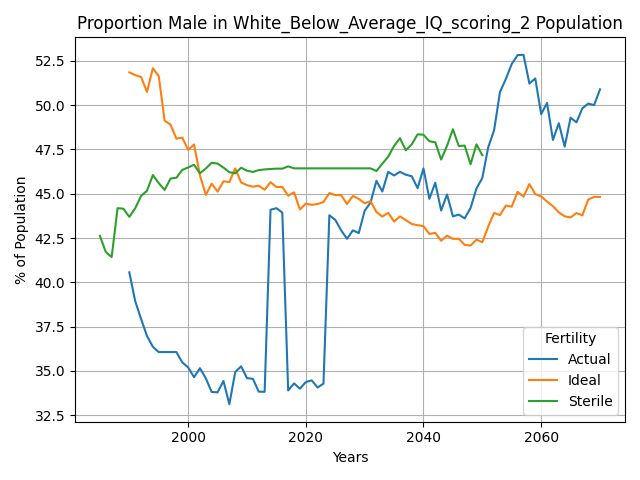 Proportion Male in White_Below_Average_IQ_scoring_2 Population
% of Population
52.5
50.0
47.5
45.0
42.5
40.0
37.5
35.0
32.5
Fertility
Actual
Ideal
Sterile
2000 2020 2040 2060
Years